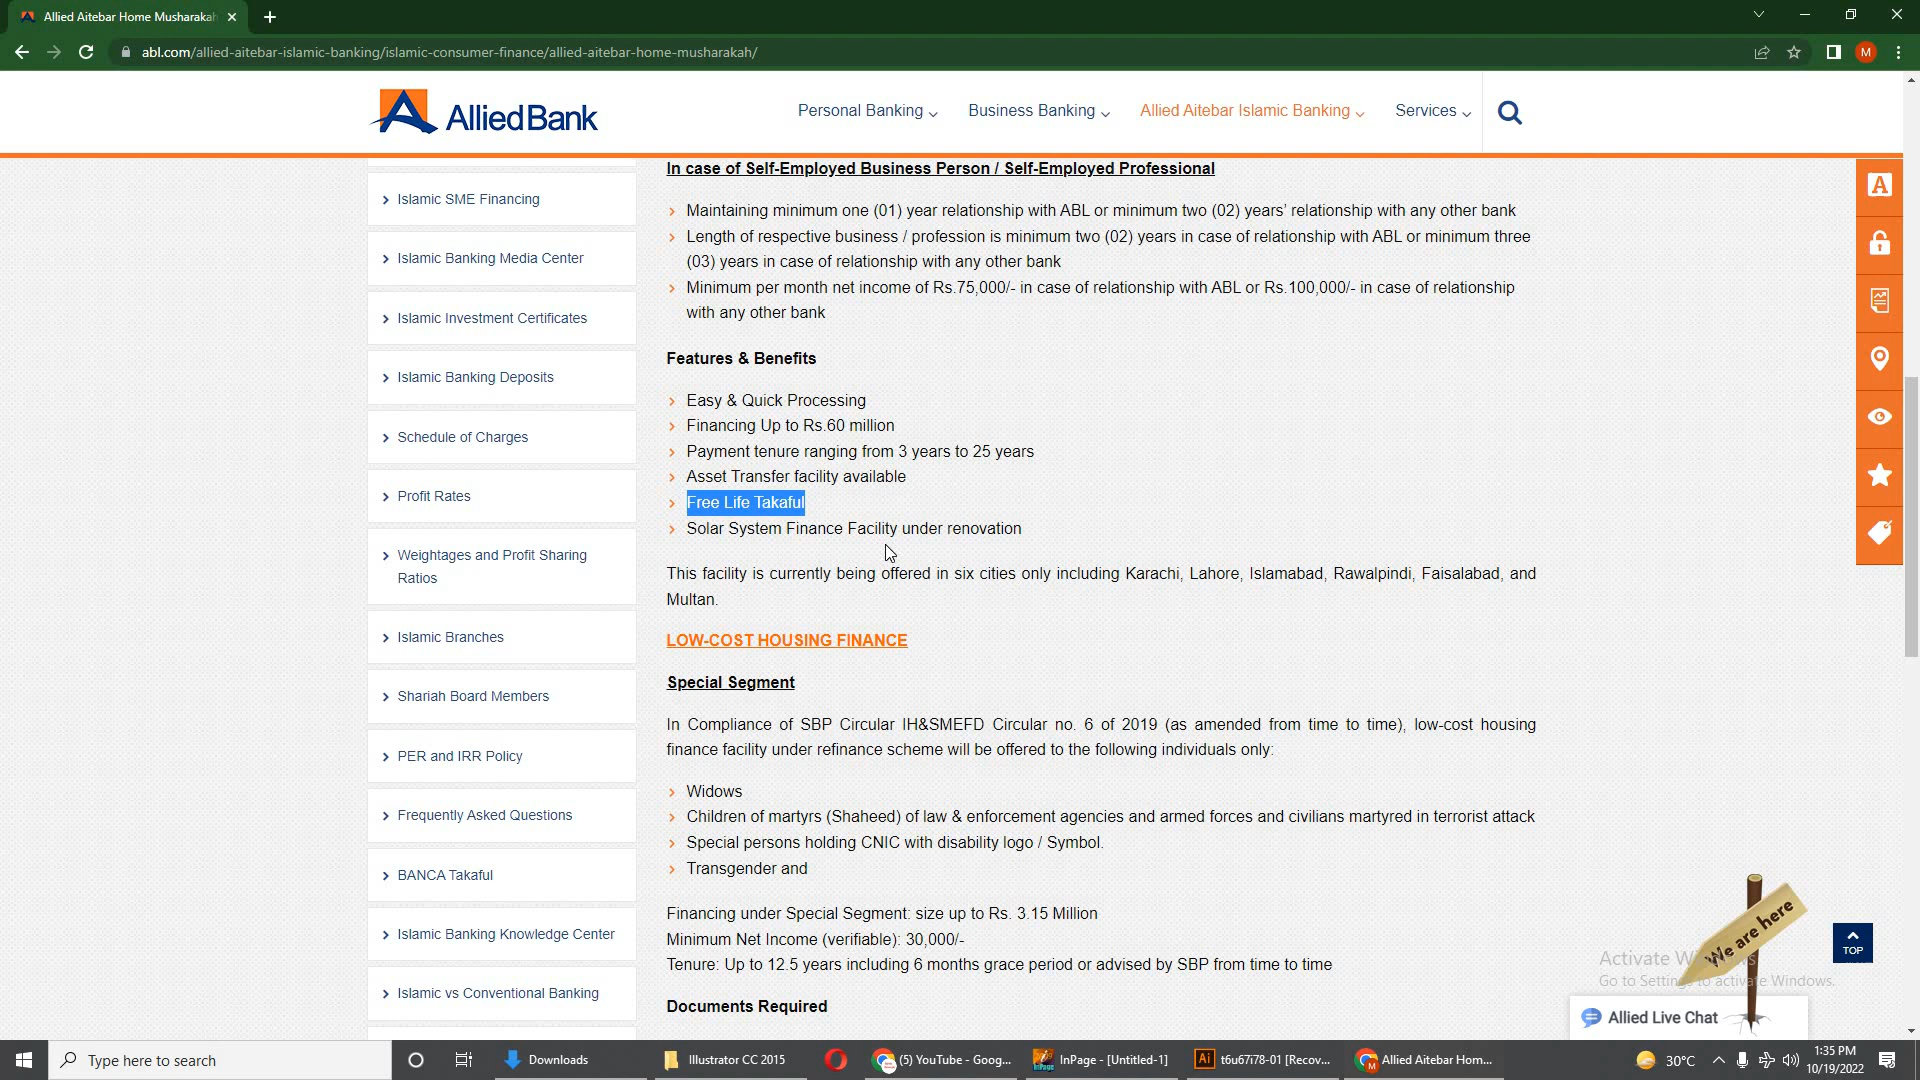 Allied Aitebar Home Musharakah
abl.com/allied-aitebar-islamic-banking/islamic-consumer-finance/allied-aitebar-home-musharakah/
M
Allied Bank
Personal Banking
Business Banking
Allied Aitebar Islamic Banking
Services
Islamic SME Financing
Islamic Banking Media Center
Islamic Investment Certificates
Islamic Banking Deposits
Schedule of Charges
Profit Rates
Weightages and Profit Sharing
Ratios
Islamic Branches
Shariah Board Members
PER and IRR Policy
Frequently Asked Questions
BANCA Takaful
Islamic Banking Knowledge Center
Islamic vs Conventional Banking
In case of Self-Employed Business Person / Self-Employed Professional
Maintaining minimum one (01) year relationship with ABL or minimum two (02) years’ relationship with any other bank
Length of respective business / profession is minimum two (02) years in case of relationship with ABL or minimum three
(03) years in case of relationship with any other bank
Minimum per month net income of Rs.75,000/- in case of relationship with ABL or Rs.100,000/- in case of relationship
with any other bank
Features & Benefits
Easy & Quick Processing
Financing Up to Rs.60 million
Payment tenure ranging from 3 years to 25 years
Asset Transfer facility available
Free Life Takaful
Solar System Finance Facility under renovation
This facility is currently being offered in six cities only including Karachi, Lahore, Islamabad, Rawalpindi, Faisalabad, and
Multan.
LOW-COST HOUSING FINANCE
Special Segment
In Compliance of SBP Circular IH&SMEFD Circular no. 6 of 2019 (as amended from time to time), low-cost housing
finance facility under refinance scheme will be offered to the following individuals only:
Widows
Children of martyrs (Shaheed) of law & enforcement agencies and armed forces and civilians martyred in terrorist attack
Special persons holding CNIC with disability logo / Symbol.
Transgender and
Financing under Special Segment: size up to Rs. 3.15 Million
Minimum Net Income (verifiable): 30,000/-
Tenure: Up to 12.5 years including 6 months grace period or advised by SBP from time to time
Documents Required
A
We are here
TOP
Activate Windows
Go to Settings to activate Windows.
Allied Live Chat
Type here to search
Downloads
Illustrator CC 2015
(5) YouTube - Goog...
InPage - [Untitled-1]
Ai
t6u67i78-01 [Recov...
Allied Aitebar Hom...
30°C
1:35 PM
10/19/2022